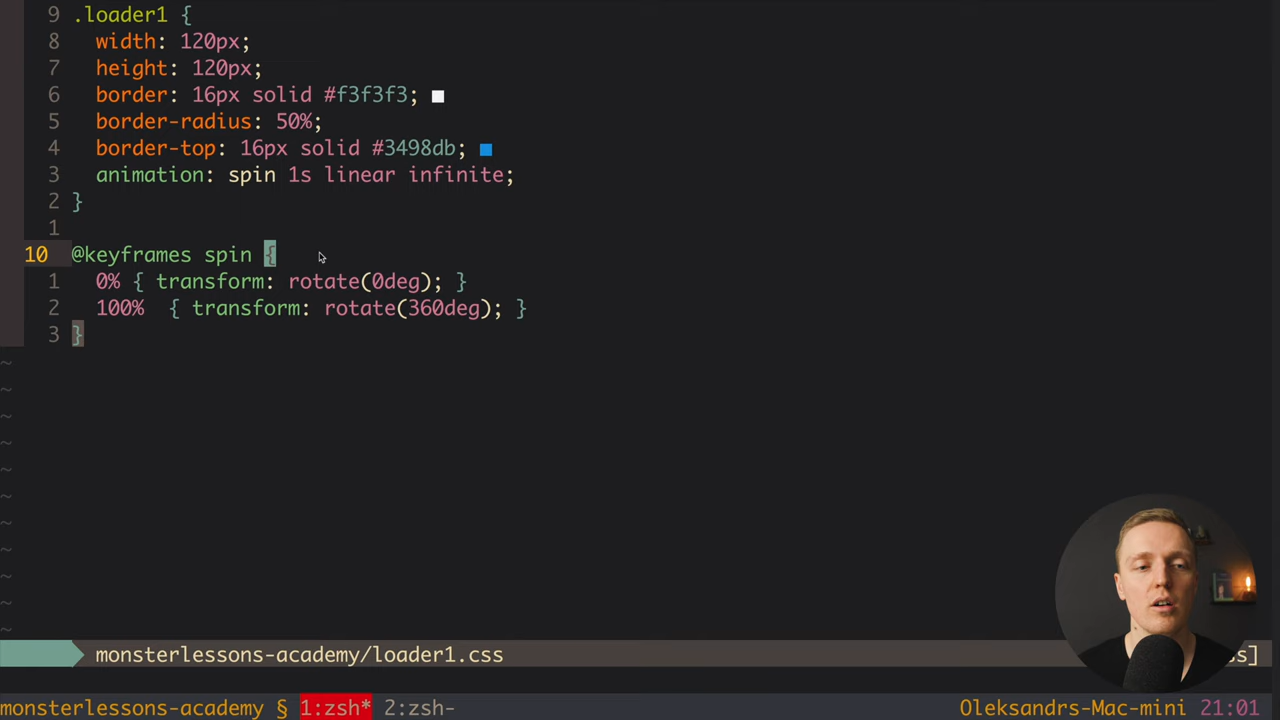 9 .loader1 {
8 width: 120px;
7 height: 120px;
6 border: 16px solid #f3f3f3;
5 border-radius: 50%;
4 border-top: 16px solid #3498db;
3 animation: spin 1s linear infinite;
2 }
1
10 @keyframes spin {
1 0% { transform: rotate(0deg); }
2 100% { transform: rotate(360deg); }
3 }
~
~
~
~
~
~
~
~
~
~
~
monsterlessons-academy/loader1.css
monsterlessons-academy § 1:zsh* 2:zsh- Oleksandrs-Mac-mini 21:01